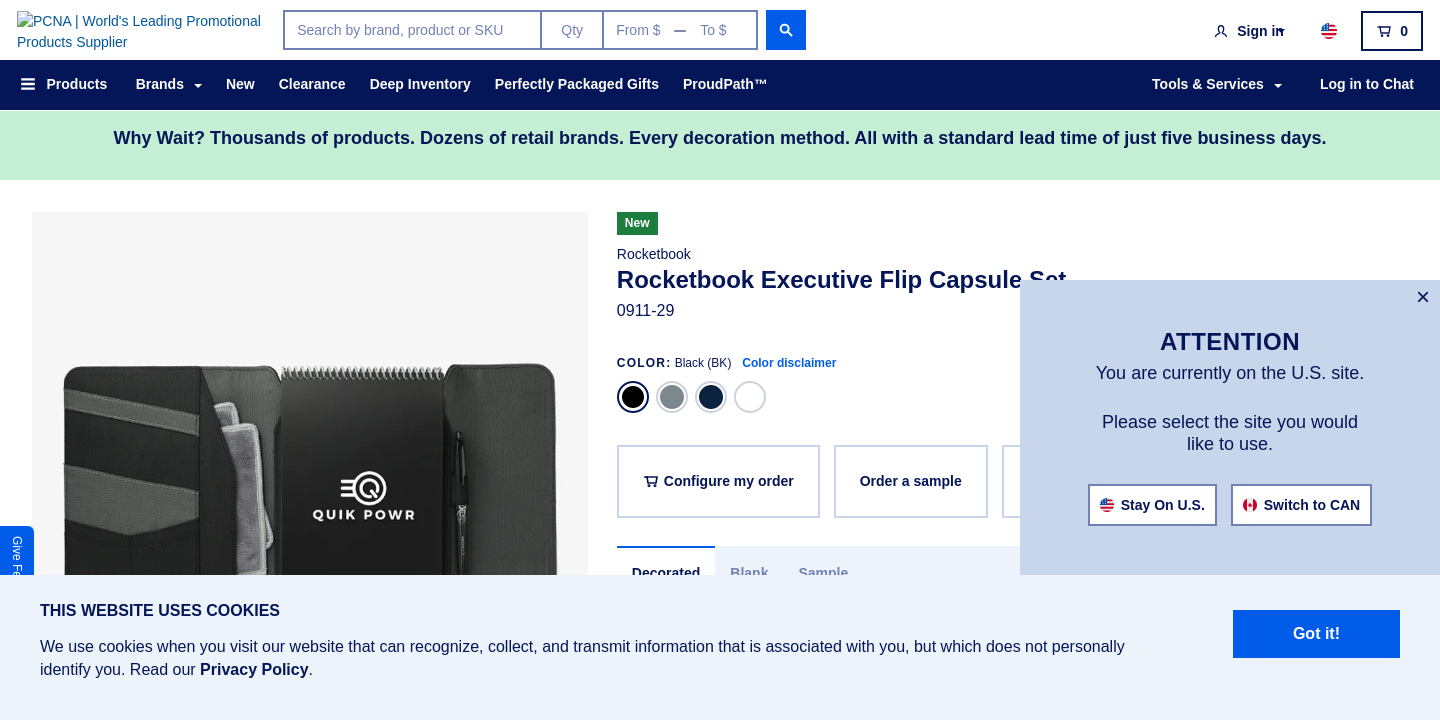 PCNA | World's Leading Promotional
Products Supplier
Search by brand, product or SKU
Qty
From $
To $
Sign in
0
Products
Brands
New
Clearance
Deep Inventory
Perfectly Packaged Gifts
ProudPath™
Tools & Services
Log in to Chat
Why Wait? Thousands of products. Dozens of retail brands. Every decoration method. All with a standard lead time of just five business days.
New
Rocketbook
Rocketbook Executive Flip Capsule Set
0911-29
COLOR: Black (BK) Color disclaimer
Configure my order
Order a sample
Decorated
Blank
Sample
QUIK POWR
Give
×
ATTENTION
You are currently on the U.S. site.
Please select the site you would
like to use.
Stay On U.S.
Switch to CAN
THIS WEBSITE USES COOKIES
We use cookies when you visit our website that can recognize, collect, and transmit information that is associated with you, but which does not personally
identify you. Read our Privacy Policy.
Got it!